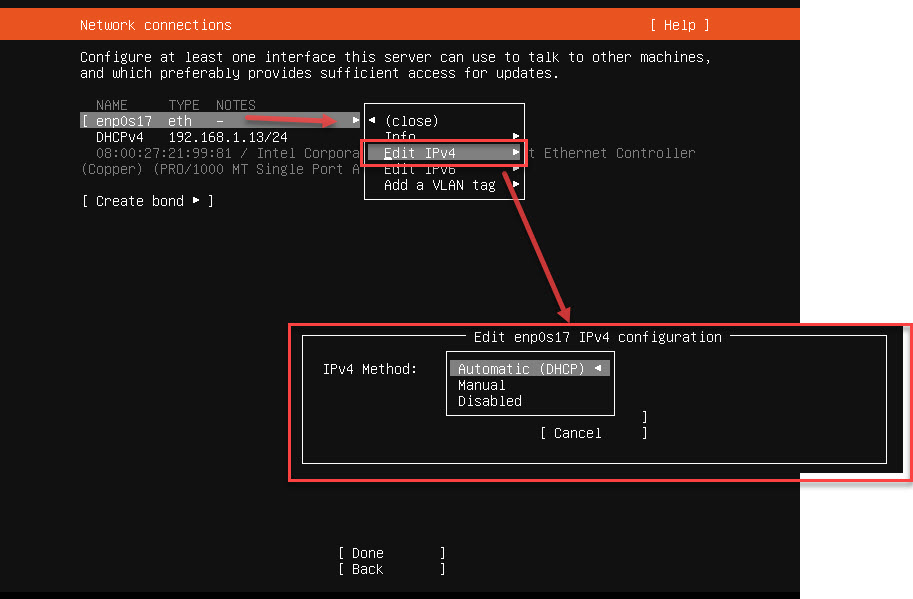 Network connections [ Help ]
Configure at least one interface this server can use to talk to other machines,
and which preferably provides sufficient access for updates.
NAME TYPE NOTES
[ enp0s17 eth – ▸
DHCPv4 192.168.1.13/24
08:00:27:21:99:81 / Intel Corpora t Ethernet Controller
(Copper) (PRO/1000 MT Single Port A
◂ (close)
Info ▸
Edit IPv4 ▸
Edit IPv6 ▸
Add a VLAN tag ▸
[ Create bond ▸ ]
Edit enp0s17 IPv4 configuration
IPv4 Method: Automatic (DHCP) ◂
Manual
Disabled
]
[ Cancel ]
[ Done ]
[ Back ]